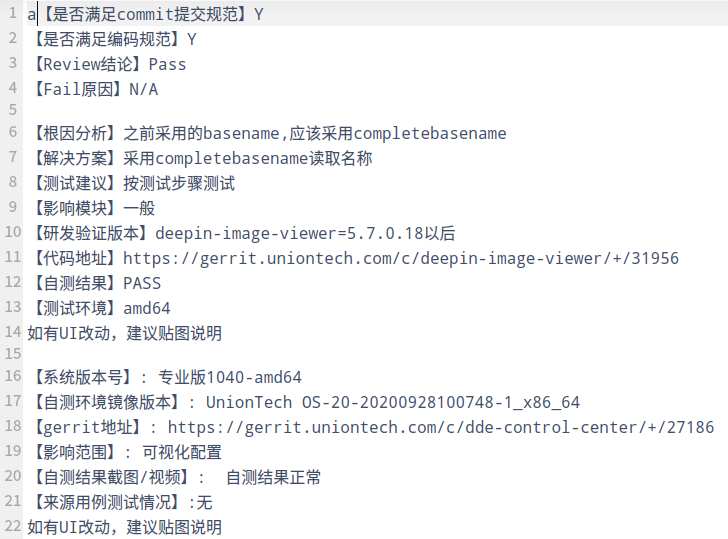 1 a【是否满足commit提交规范】Y
2 【是否满足编码规范】Y
3 【Review结论】Pass
4 【Fail原因】N/A
5
6 【根因分析】之前采用的basename,应该采用completebasename
7 【解决方案】采用completebasename读取名称
8 【测试建议】按测试步骤测试
9 【影响模块】一般
10 【研发验证版本】deepin-image-viewer=5.7.0.18以后
11 【代码地址】https://gerrit.uniontech.com/c/deepin-image-viewer/+/31956
12 【自测结果】PASS
13 【测试环境】amd64
14 如有UI改动，建议贴图说明
15
16 【系统版本号】: 专业版1040-amd64
17 【自测环境镜像版本】: UnionTech OS-20-20200928100748-1_x86_64
18 【gerrit地址】: https://gerrit.uniontech.com/c/dde-control-center/+/27186
19 【影响范围】: 可视化配置
20 【自测结果截图/视频】:  自测结果正常
21 【来源用例测试情况】:无
22 如有UI改动，建议贴图说明